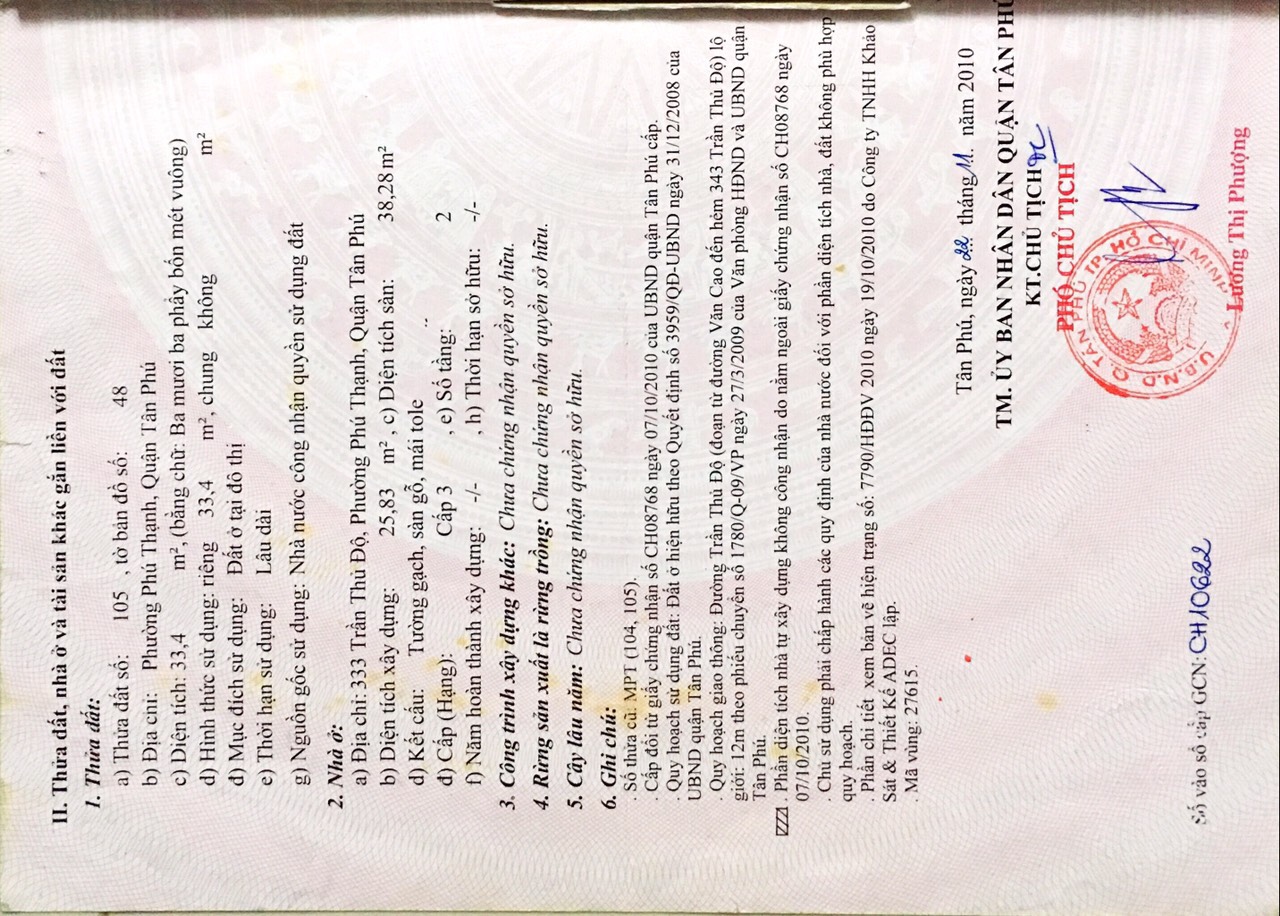 II. Thửa đất, nhà ở và tài sản khác gắn liền với đất
1. Thửa đất:
a) Thửa đất số: 105 , tờ bản đồ số: 48
b) Địa chỉ: Phường Phú Thạnh, Quận Tân Phú
c) Diện tích: 33,4 m², (bằng chữ: Ba mươi ba phẩy bốn mét vuông)
d) Hình thức sử dụng: riêng 33,4 m², chung không m²
đ) Mục đích sử dụng: Đất ở tại đô thị
e) Thời hạn sử dụng: Lâu dài
g) Nguồn gốc sử dụng: Nhà nước công nhận quyền sử dụng đất
2. Nhà ở:
a) Địa chỉ: 333 Trần Thủ Độ, Phường Phú Thạnh, Quận Tân Phú
b) Diện tích xây dựng: 25,83 m² , c) Diện tích sàn: 38,28 m²
d) Kết cấu: Tường gạch, sàn gỗ, mái tole
đ) Cấp (Hạng): Cấp 3 , e) Số tầng: 2
f) Năm hoàn thành xây dựng: -/- , h) Thời hạn sở hữu: -/-
3. Công trình xây dựng khác: Chưa chứng nhận quyền sở hữu.
4. Rừng sản xuất là rừng trồng: Chưa chứng nhận quyền sở hữu.
5. Cây lâu năm: Chưa chứng nhận quyền sở hữu.
6. Ghi chú:
. Số thửa cũ: MPT (104, 105).
. Cấp đổi từ giấy chứng nhận số CH08768 ngày 07/10/2010 của UBND quận Tân Phú cấp.
. Quy hoạch sử dụng đất: Đất ở hiện hữu theo Quyết định số 3959/QĐ-UBND ngày 31/12/2008 của
UBND quận Tân Phú.
. Quy hoạch giao thông: Đường Trần Thủ Độ (đoạn từ đường Văn Cao đến hẻm 343 Trần Thủ Độ) lộ
giới: 12m theo phiếu chuyên số 1780/Q-09/VP ngày 27/3/2009 của Văn phòng HĐND và UBND quận
Tân Phú.
. Phần diện tích nhà tự xây dựng không công nhận do nằm ngoài giấy chứng nhận số CH08768 ngày
07/10/2010.
. Chủ sử dụng phải chấp hành các quy định của nhà nước đối với phần diện tích nhà, đất không phù hợp
quy hoạch.
. Phần chi tiết xem bản vẽ hiện trạng số: 7790/HĐĐV 2010 ngày 19/10/2010 do Công ty TNHH Khảo
Sát & Thiết Kế ADEC lập.
. Mã vùng: 27615.
Tân Phú, ngày 22 tháng 11. năm 2010
TM. ỦY BAN NHÂN DÂN QUẬN TÂN PHÚ
KT.CHỦ TỊCH
PHÓ CHỦ TỊCH
U.B.N.D Q. TÂN PHÚ TP. HỒ CHÍ MINH
Lương Thị Phượng
Số vào sổ cấp GCN: CH10622